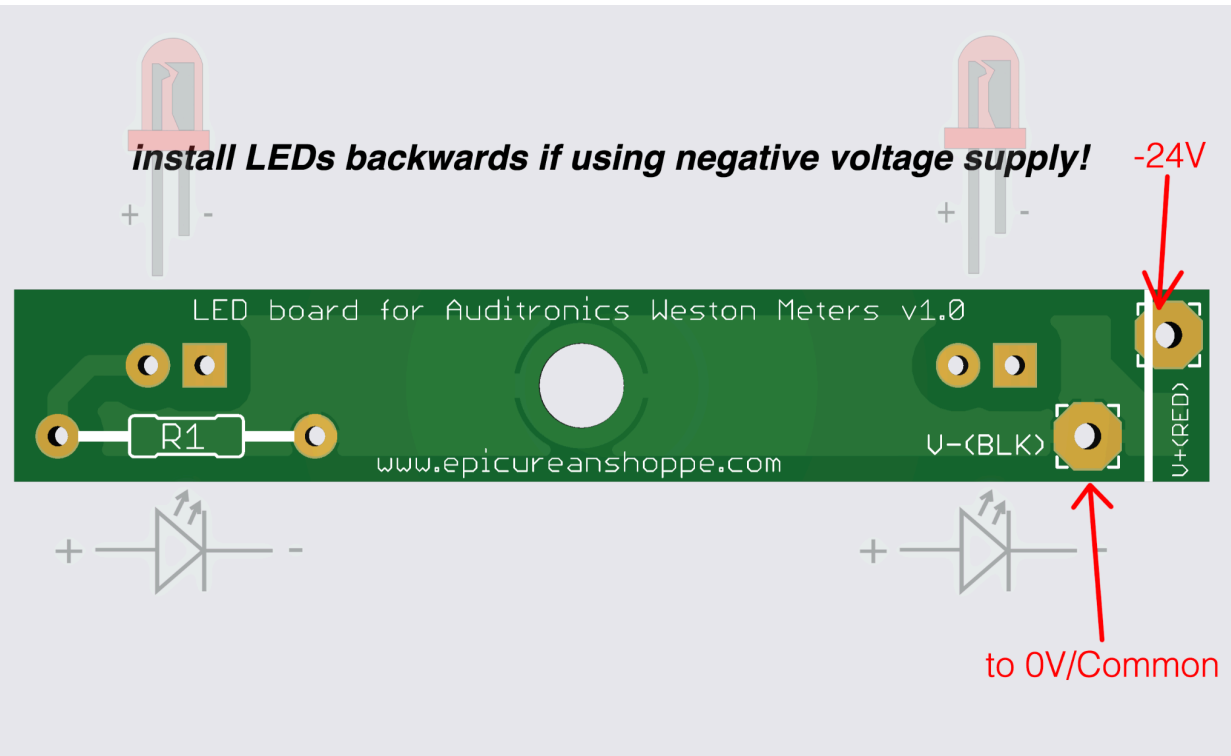 install LEDs backwards if using negative voltage supply!
-24V
+ -
+ -
LED board for Auditronics Weston Meters v1.0
R1
V-(BLK)
V+(RED)
www.epicureanshoppe.com
+ -
+ -
to 0V/Common